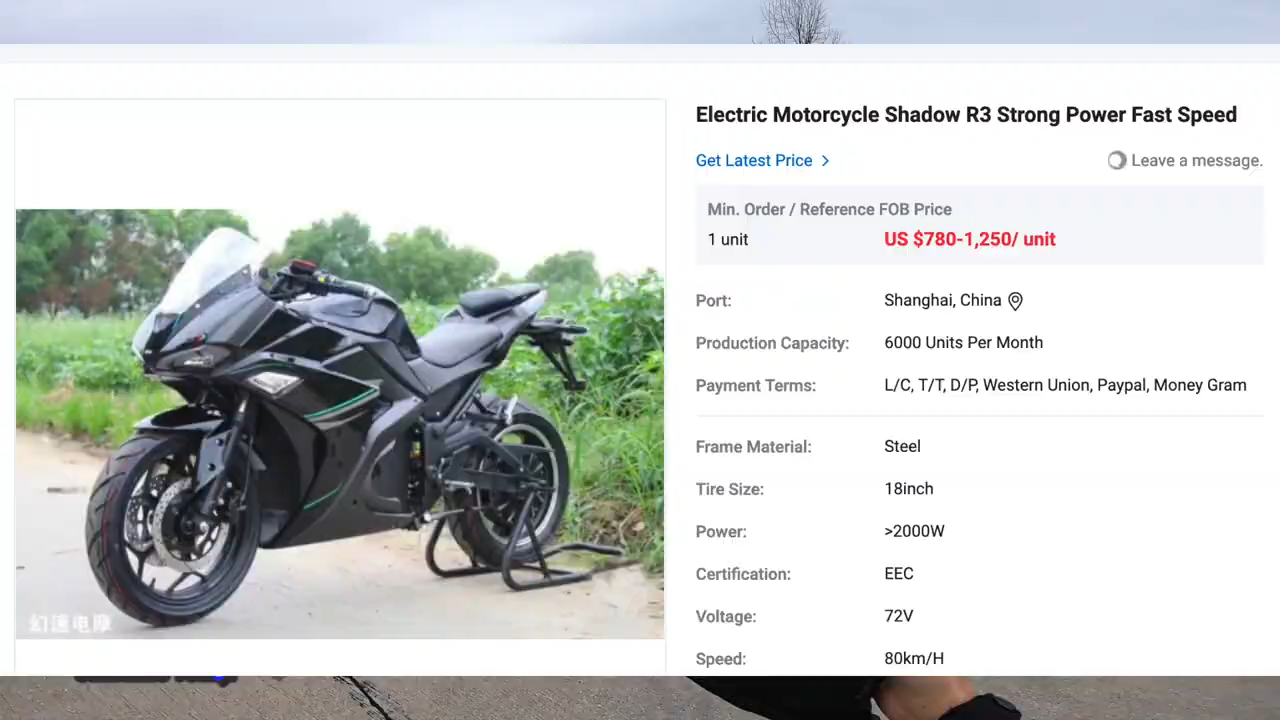 Electric Motorcycle Shadow R3 Strong Power Fast Speed
Get Latest Price
Leave a message.
Min. Order / Reference FOB Price
1 unit US $780-1,250/ unit
Port: Shanghai, China
Production Capacity: 6000 Units Per Month
Payment Terms: L/C, T/T, D/P, Western Union, Paypal, Money Gram
Frame Material: Steel
Tire Size: 18inch
Power: >2000W
Certification: EEC
Voltage: 72V
Speed: 80km/H
幻速电摩